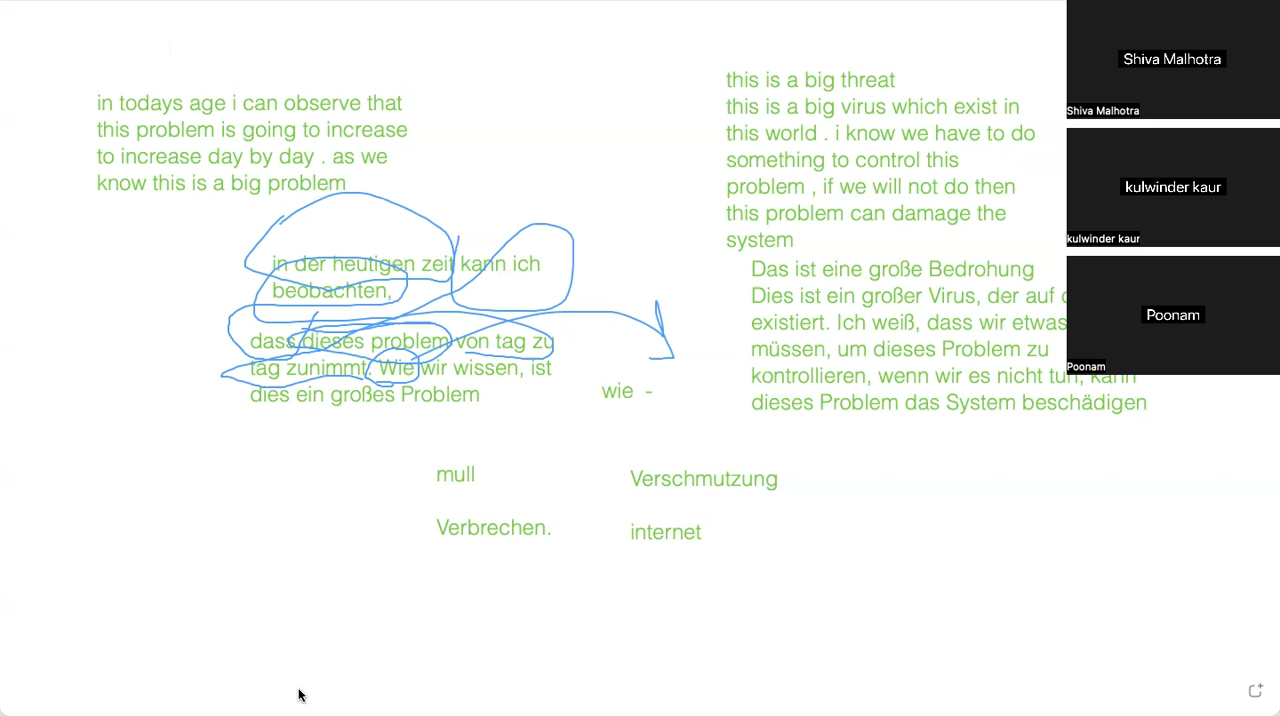 in todays age i can observe that
this problem is going to increase
to increase day by day . as we
know this is a big problem
in der heutigen zeit kann ich
beobachten,
dass dieses problem von tag zu
tag zunimmt. Wie wir wissen, ist
dies ein großes Problem
wie -
this is a big threat
this is a big virus which exist in
this world . i know we have to do
something to control this
problem , if we will not do then
this problem can damage the
system
Das ist eine große Bedrohung
Dies ist ein großer Virus, der auf
existiert. Ich weiß, dass wir etwas
müssen, um dieses Problem zu
kontrollieren, wenn wir es nicht tun, kann
dieses Problem das System beschädigen
mull
Verschmutzung
Verbrechen.
internet
Shiva Malhotra
Shiva Malhotra
kulwinder kaur
kulwinder kaur
Poonam
Poonam